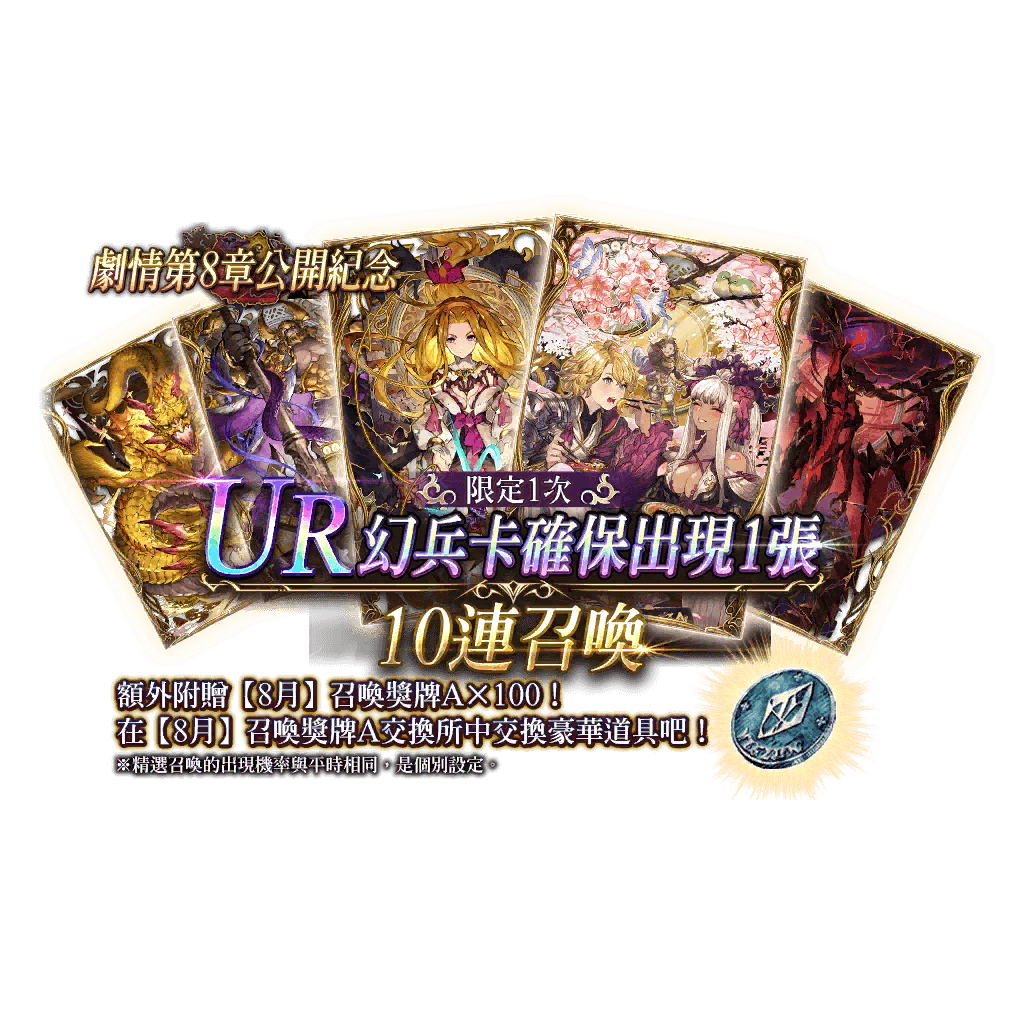 劇情第8章公開紀念
限定1次
UR幻兵卡確保出現1張
10連召喚
額外附贈【8月】召喚獎牌A×100！
在【8月】召喚獎牌A交換所中交換豪華道具吧！
※精選召喚的出現機率與平時相同，是個別設定。